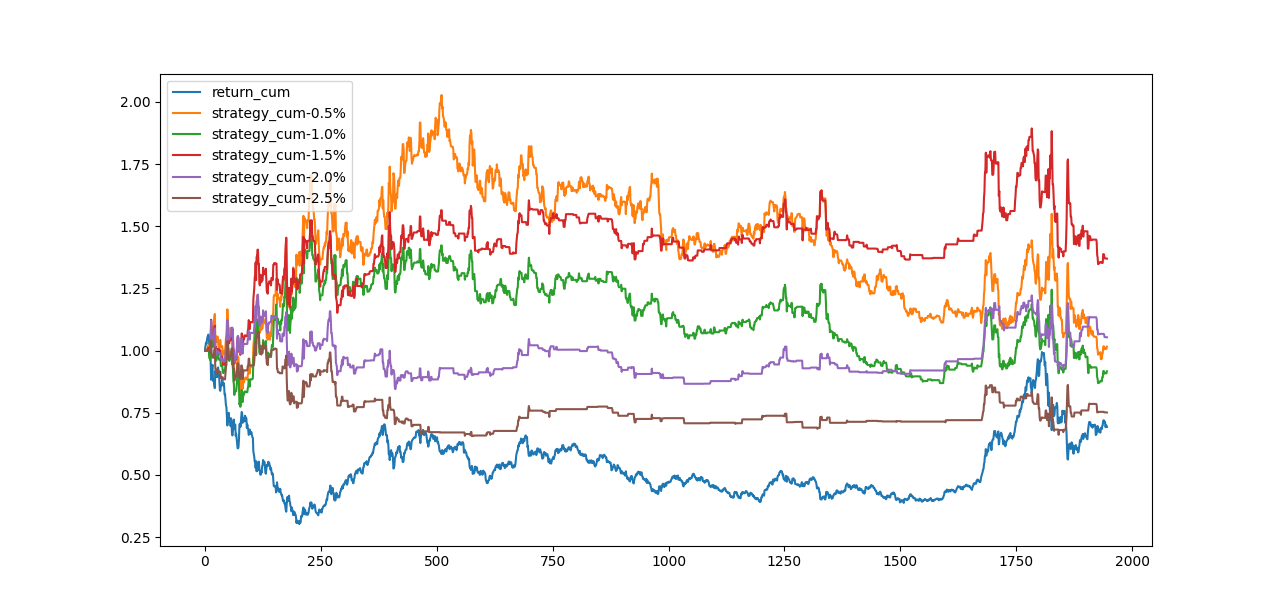 return_cum
strategy_cum-0.5%
strategy_cum-1.0%
strategy_cum-1.5%
strategy_cum-2.0%
strategy_cum-2.5%
2.00
1.75
1.50
1.25
1.00
0.75
0.50
0.25
0 250 500 750 1000 1250 1500 1750 2000